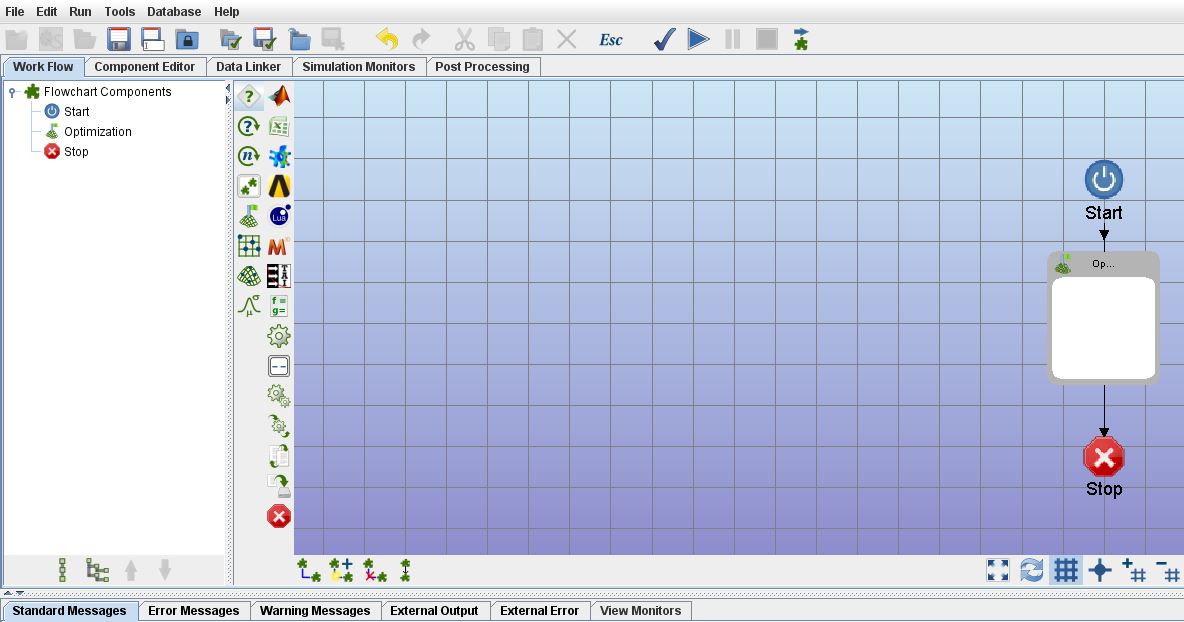 File Edit Run Tools Database Help
Esc
Work Flow Component Editor Data Linker Simulation Monitors Post Processing
Flowchart Components
Start
Optimization
Stop
?
?
n
Lua
M
f =
g=
μ
σ
Start
Op...
Stop
Standard Messages Error Messages Warning Messages External Output External Error View Monitors